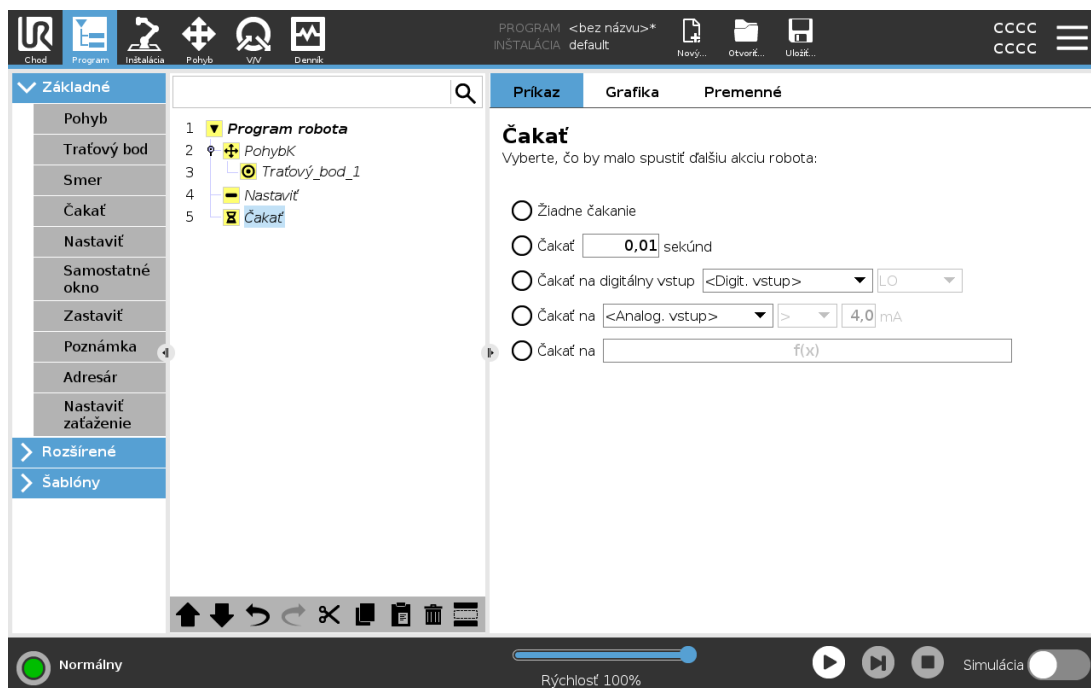 PROGRAM <bez názvu>*
INŠTALÁCIA default
Chod
Program
Inštalácia
Pohyb
V/V
Denník
Nový...
Otvoriť...
Uložiť...
CCCC
CCCC
Základné
Pohyb
Traťový bod
Smer
Čakať
Nastaviť
Samostatné
okno
Zastaviť
Poznámka
Adresár
Nastaviť
zaťaženie
Rozšírené
Šablóny
1 Program robota
2 PohybK
3 Traťový_bod_1
4 Nastaviť
5 Čakať
Príkaz Grafika Premenné
Čakať
Vyberte, čo by malo spustiť ďalšiu akciu robota:
Žiadne čakanie
Čakať 0,01 sekúnd
Čakať na digitálny vstup <Digit. vstup> LO
Čakať na <Analog. vstup> > 4,0 mA
Čakať na f(x)
Normálny
Rýchlosť 100%
Simulácia